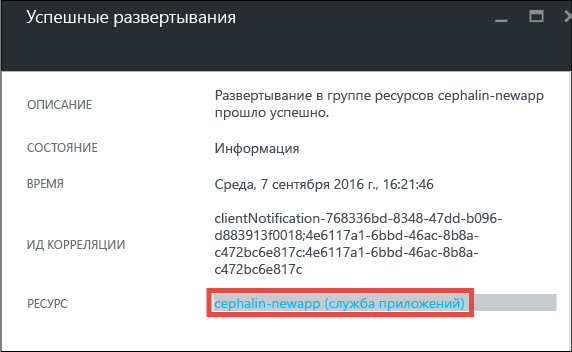 Успешные развертывания
ОПИСАНИЕ
Развертывание в группе ресурсов cephalin-newapp
прошло успешно.
СОСТОЯНИЕ
Информация
ВРЕМЯ
Среда, 7 сентября 2016 г., 16:21:46
ИД КОРРЕЛЯЦИИ
clientNotification-768336bd-8348-47dd-b096-
d883913f0018;4e6117a1-6bbd-46ac-8b8a-
c472bc6e817c:4e6117a1-6bbd-46ac-8b8a-
c472bc6e817c
РЕСУРС
cephalin-newapp (служба приложений)